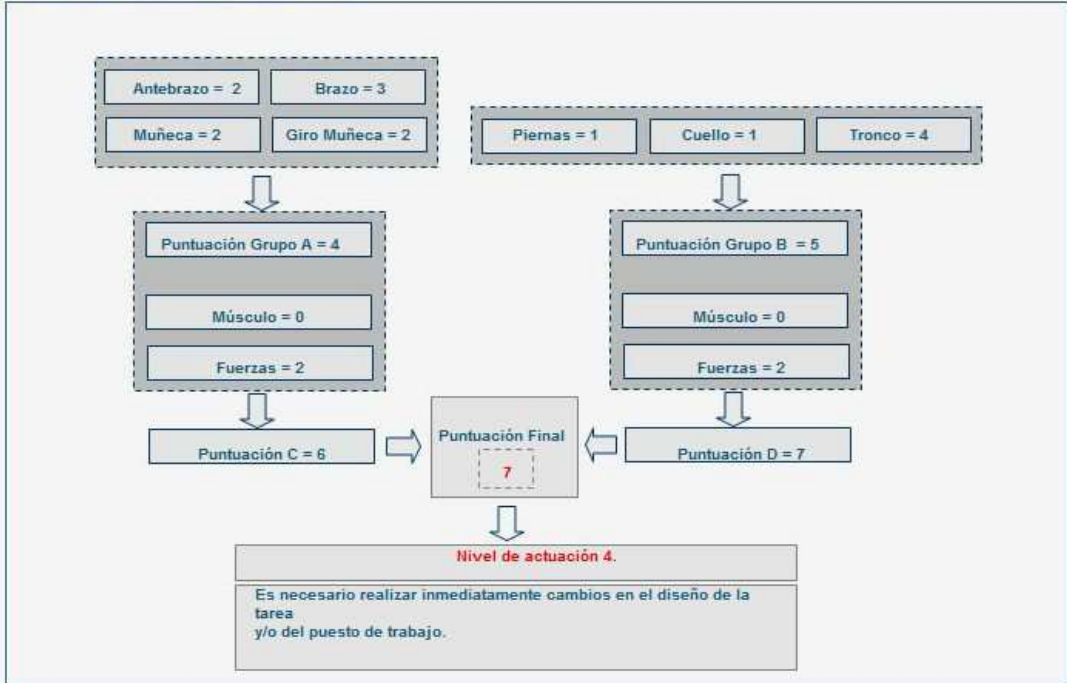 Antebrazo = 2
Brazo = 3
Muñeca = 2
Giro Muñeca = 2
Piernas = 1
Cuello = 1
Tronco = 4
Puntuación Grupo A = 4
Músculo = 0
Fuerzas = 2
Puntuación Grupo B = 5
Músculo = 0
Fuerzas = 2
Puntuación C = 6
Puntuación Final
7
Puntuación D = 7
Nivel de actuación 4.
Es necesario realizar inmediatamente cambios en el diseño de la
tarea
y/o del puesto de trabajo.